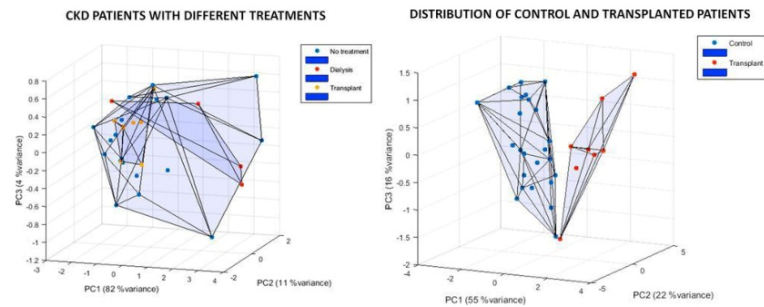 CKD PATIENTS WITH DIFFERENT TREATMENTS
No treatment
Dialysis
Transplant
0.8
0.6
0.4
0.2
0
-0.2
-0.4
-0.6
-0.8
-1
-1.2
PC3 (4 %variance)
-3
-2
-1
0
1
2
3
4
PC1 (82 %variance)
-2
0
2
PC2 (11 %variance)
DISTRIBUTION OF CONTROL AND TRANSPLANTED PATIENTS
Control
Transplant
1.5
1
0.5
0
-0.5
-1
-1.5
-2
PC3 (16 %variance)
-4
-2
0
2
4
PC1 (55 %variance)
-5
0
5
PC2 (22 %variance)